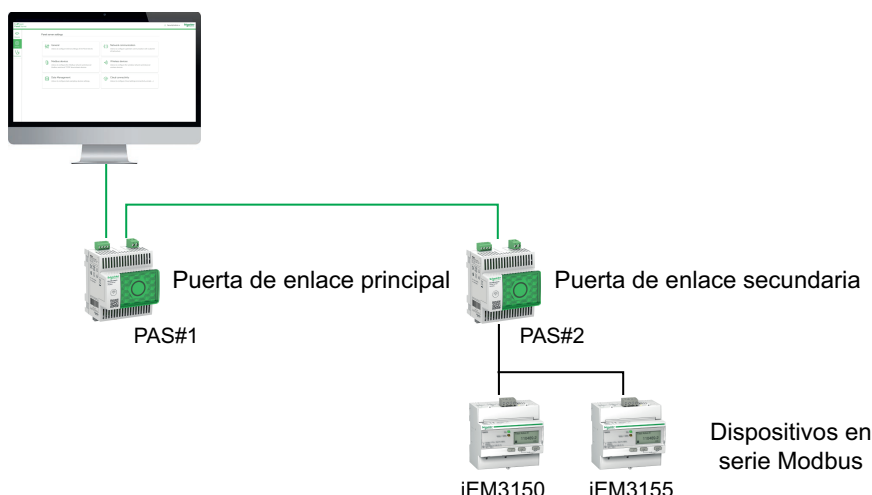 Puerta de enlace principal
Puerta de enlace secundaria
PAS#1
PAS#2
Dispositivos en
serie Modbus
iEM3150
iEM3155